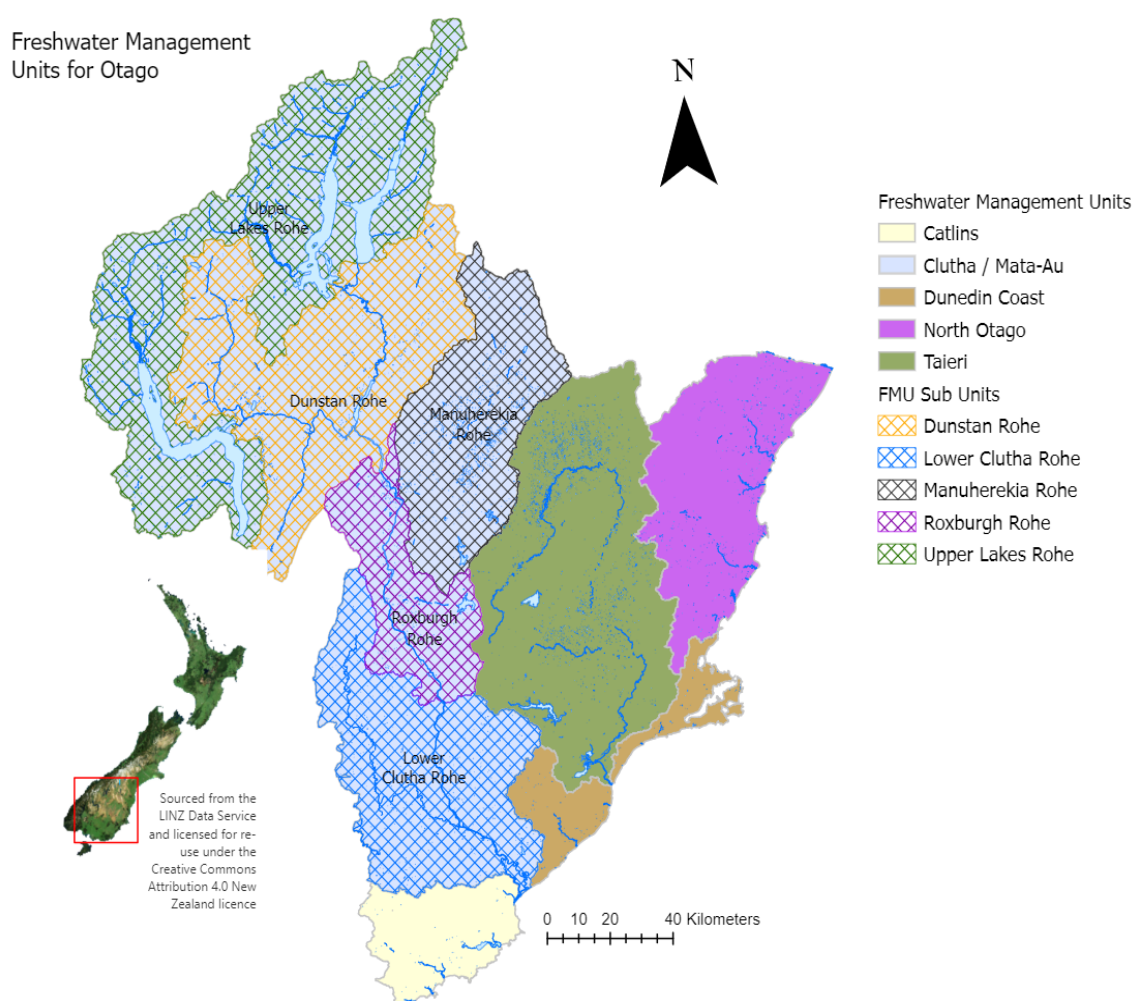 Freshwater Management
Units for Otago
N
Upper
Lakes Rohe
Dunstan Rohe
Manuherekia
Rohe
Roxburgh
Rohe
Lower
Clutha Rohe
Freshwater Management Units
Catlins
Clutha / Mata-Au
Dunedin Coast
North Otago
Taieri
FMU Sub Units
Dunstan Rohe
Lower Clutha Rohe
Manuherekia Rohe
Roxburgh Rohe
Upper Lakes Rohe
Sourced from the
LINZ Data Service
and licensed for re-
use under the
Creative Commons
Attribution 4.0 New
Zealand licence
0 10 20 40 Kilometers